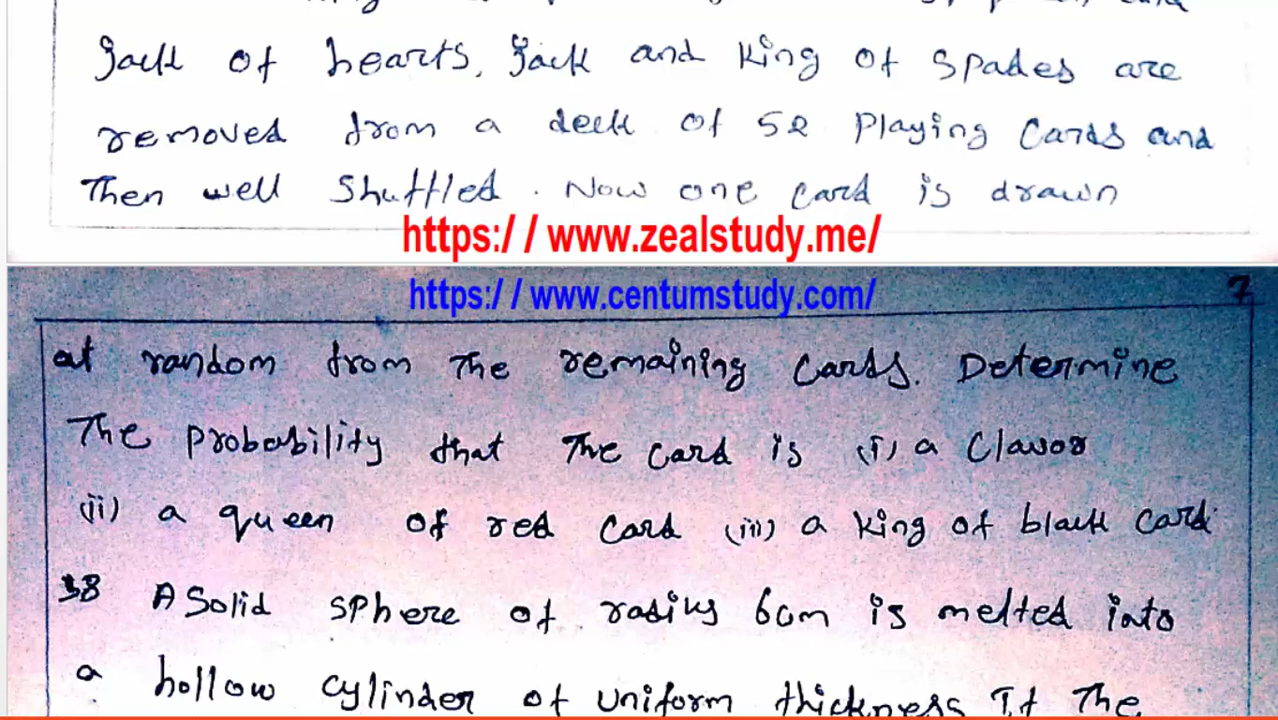 Jack of hearts, Jack and King of Spades are
removed from a deck of 52 Playing Cards and
Then well Shuffled. Now one card is drawn
https:/ / www.zealstudy.me/
https:/ / www.centumstudy.com/
7
at random from The remaining cards. Determine
The probability that The card is (i) a Clavor
(ii) a queen of red card (iii) a King of black card
38 A Solid sphere of radius 6cm is melted into
a hollow cylinder of uniform thickness If The